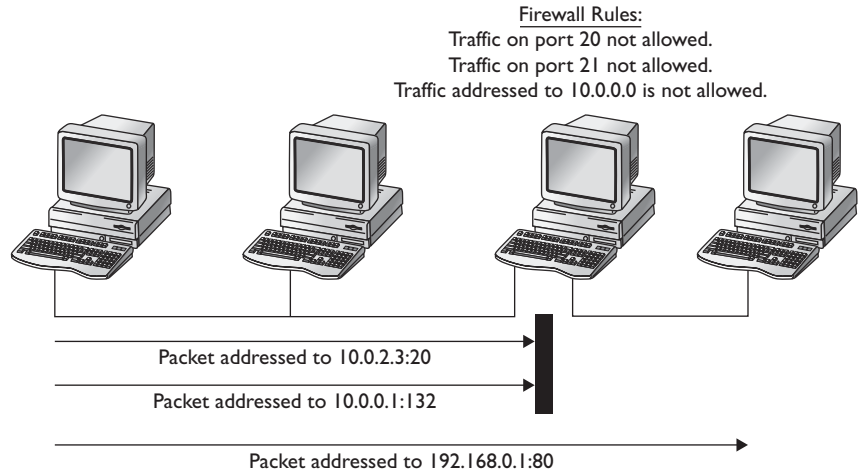 Firewall Rules:
Traffic on port 20 not allowed.
Traffic on port 21 not allowed.
Traffic addressed to 10.0.0.0 is not allowed.
Packet addressed to 10.0.2.3:20
Packet addressed to 10.0.0.1:132
Packet addressed to 192.168.0.1:80